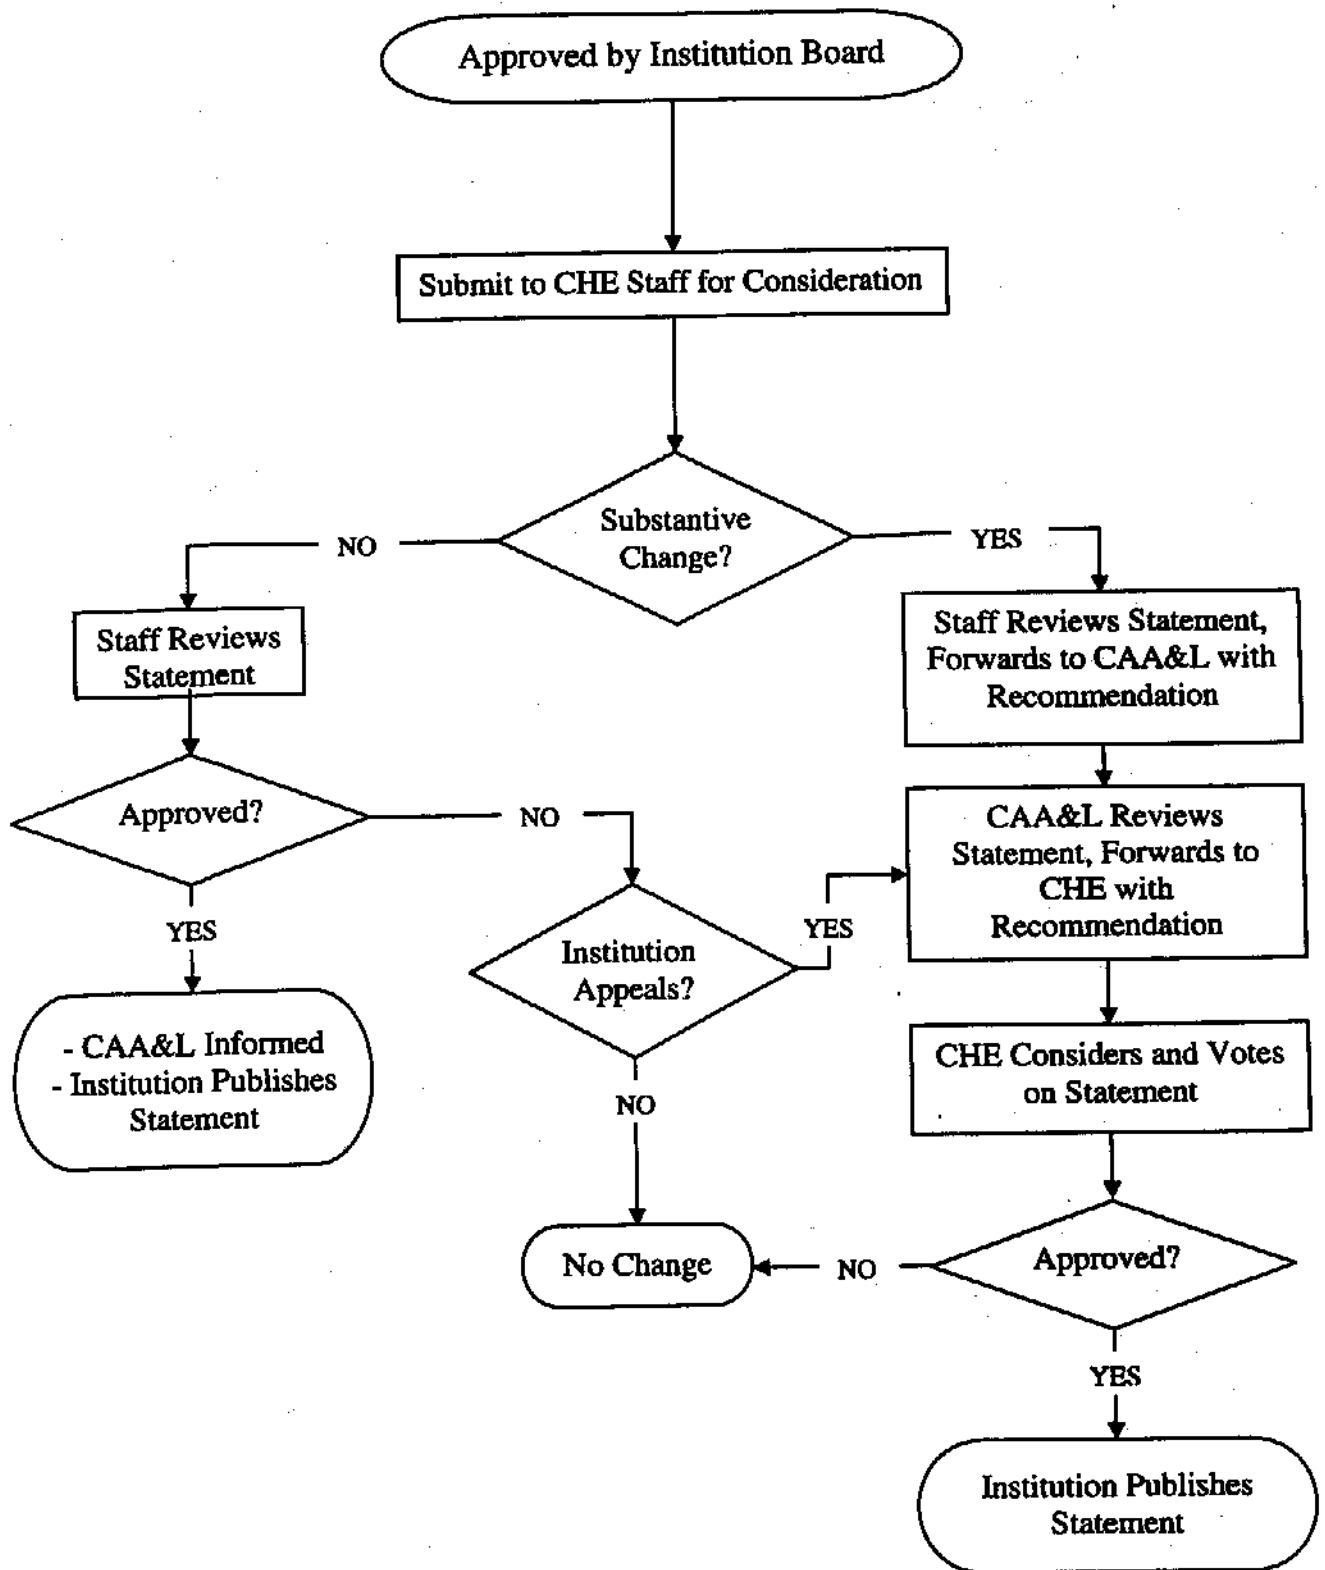 Approved by Institution Board
Submit to CHE Staff for Consideration
Substantive
Change?
NO
YES
Staff Reviews
Statement
Staff Reviews Statement,
Forwards to CAA&L with
Recommendation
Approved?
NO
CAA&L Reviews
Statement, Forwards to
CHE with
Recommendation
YES
YES
Institution
Appeals?
- CAA&L Informed
- Institution Publishes
Statement
CHE Considers and Votes
on Statement
NO
No Change
NO
Approved?
YES
Institution Publishes
Statement